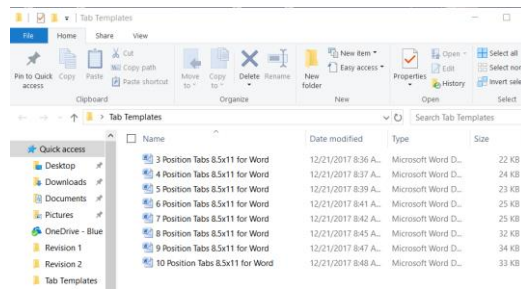 Tab Templates
File Home Share View
Pin to Quick access
Copy
Paste
Cut
Copy path
Paste shortcut
Clipboard
Move to
Copy to
Delete
Rename
Organize
New folder
New item
Easy access
New
Properties
Open
Edit
History
Open
Select all
Select non
Invert sele
Select
Tab Templates
Search Tab Templates
Name Date modified Type Size
Quick access
Desktop
Downloads
Documents
Pictures
OneDrive - Blue
Revision 1
Revision 2
Tab Templates
3 Position Tabs 8.5x11 for Word 12/21/2017 8:36 A... Microsoft Word D... 22 KB
4 Position Tabs 8.5x11 for Word 12/21/2017 8:37 A... Microsoft Word D... 24 KB
5 Position Tabs 8.5x11 for Word 12/21/2017 8:39 A... Microsoft Word D... 23 KB
6 Position Tabs 8.5x11 for Word 12/21/2017 8:41 A... Microsoft Word D... 25 KB
7 Position Tabs 8.5x11 for Word 12/21/2017 8:42 A... Microsoft Word D... 25 KB
8 Position Tabs 8.5x11 for Word 12/21/2017 8:45 A... Microsoft Word D... 32 KB
9 Position Tabs 8.5x11 for Word 12/21/2017 8:47 A... Microsoft Word D... 34 KB
10 Position Tabs 8.5x11 for Word 12/21/2017 8:48 A... Microsoft Word D... 33 KB